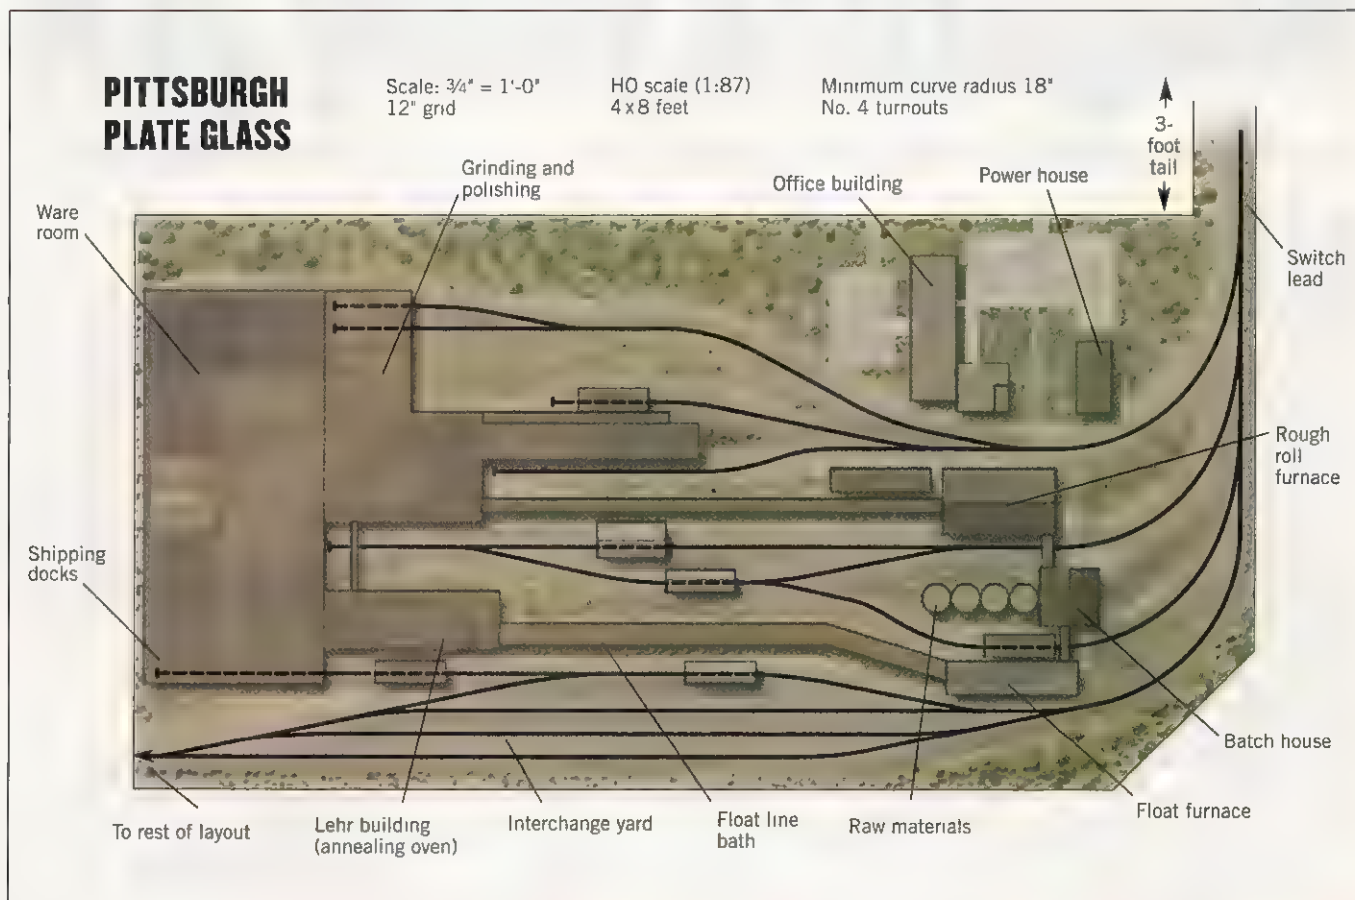 PITTSBURGH
PLATE GLASS
Scale: 3/4" = 1'-0"
12" grid
HO scale (1:87)
4 x 8 feet
Minimum curve radius 18"
No. 4 turnouts
3-
foot
tail
Grinding and
polishing
Office building
Power house
Ware
room
Switch
lead
Rough
roll
furnace
Shipping
docks
Batch house
Float furnace
To rest of layout
Lehr building
(annealing oven)
Interchange yard
Float line
bath
Raw materials